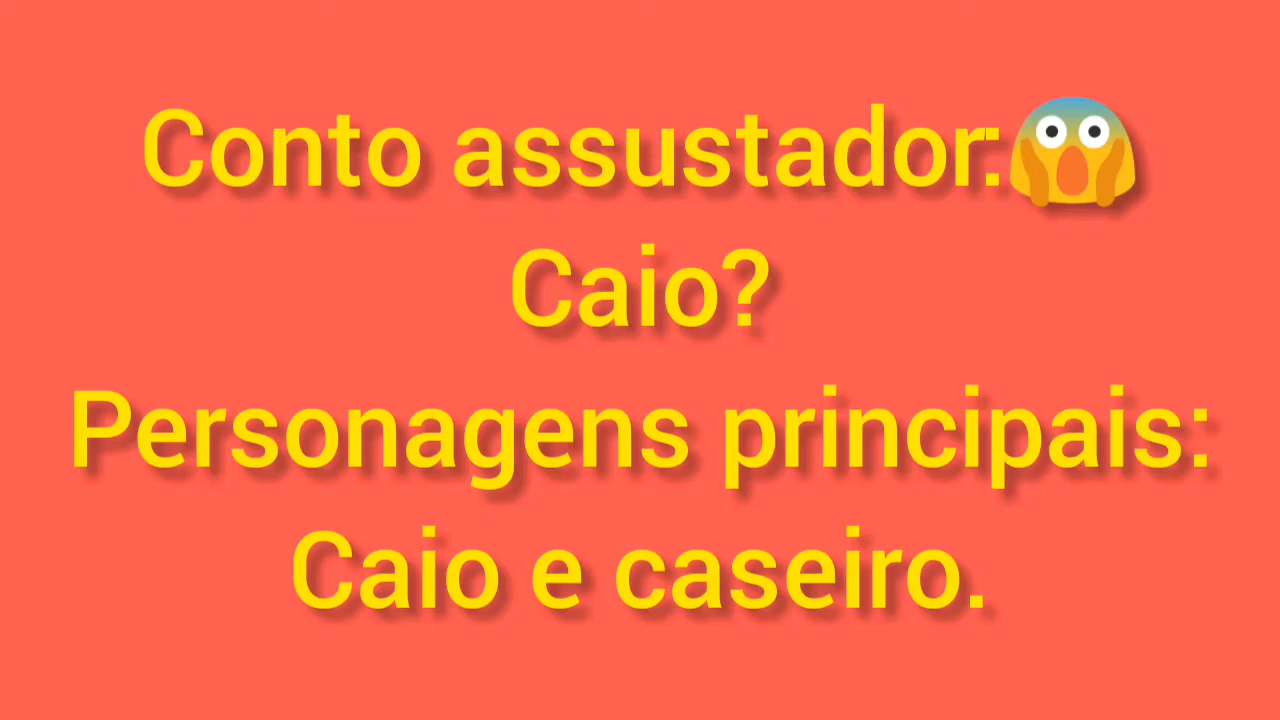 Conto assustador:😱
Caio?
Personagens principais:
Caio e caseiro.